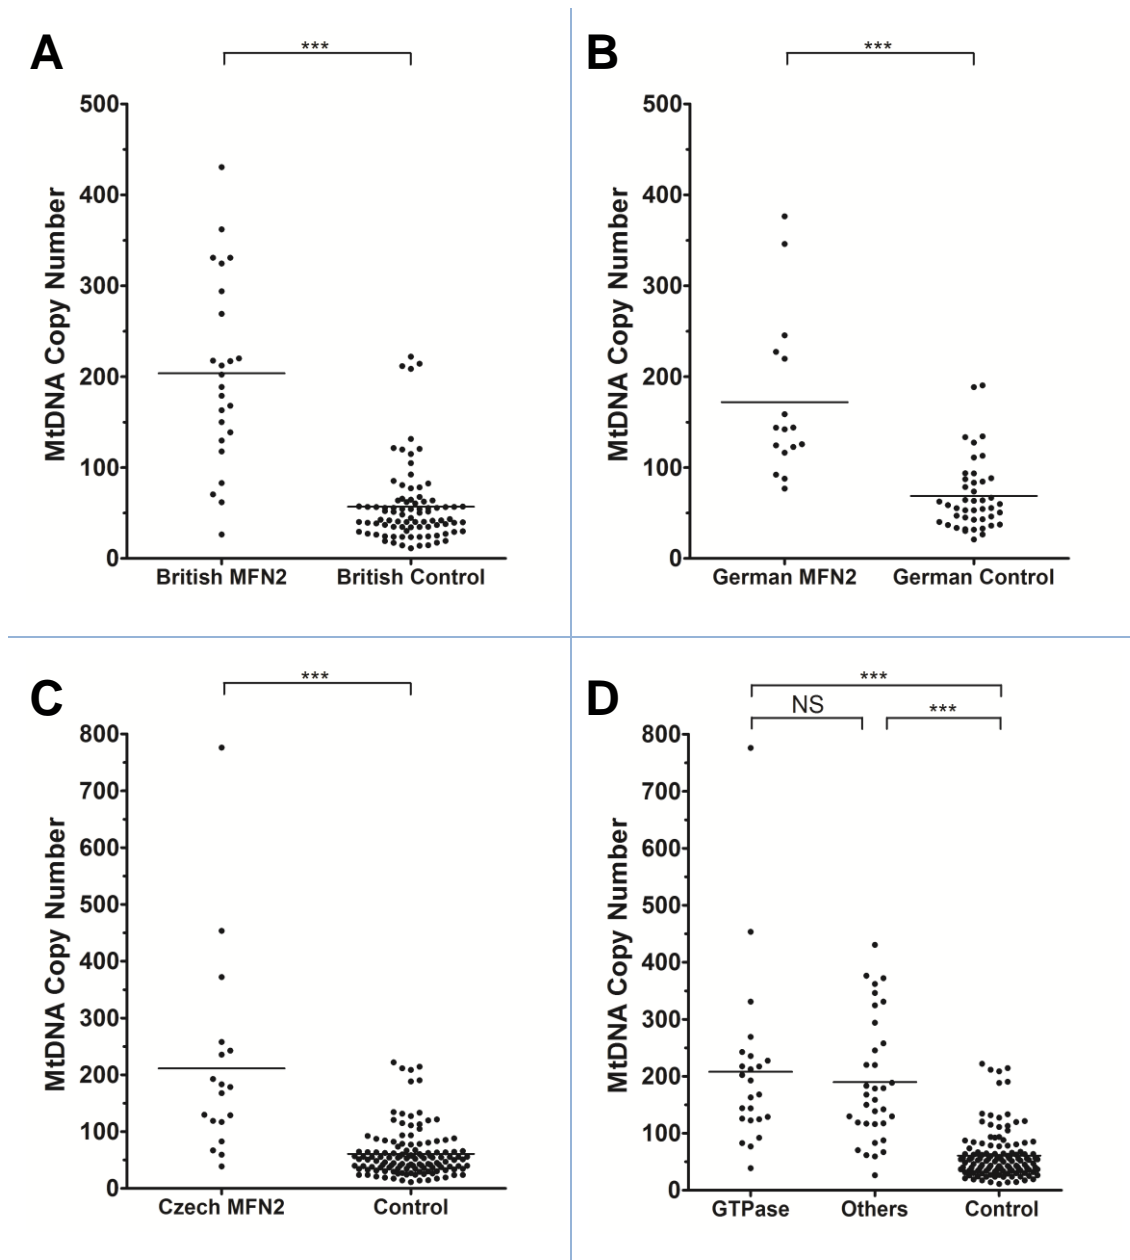 A
***
500
400
300
200
100
0
MtDNA Copy Number
British MFN2
British Control
B
***
500
400
300
200
100
0
MtDNA Copy Number
German MFN2
German Control
C
***
800
700
600
500
400
300
200
100
0
MtDNA Copy Number
Czech MFN2
Control
D
***
NS
***
800
700
600
500
400
300
200
100
0
MtDNA Copy Number
GTPase
Others
Control